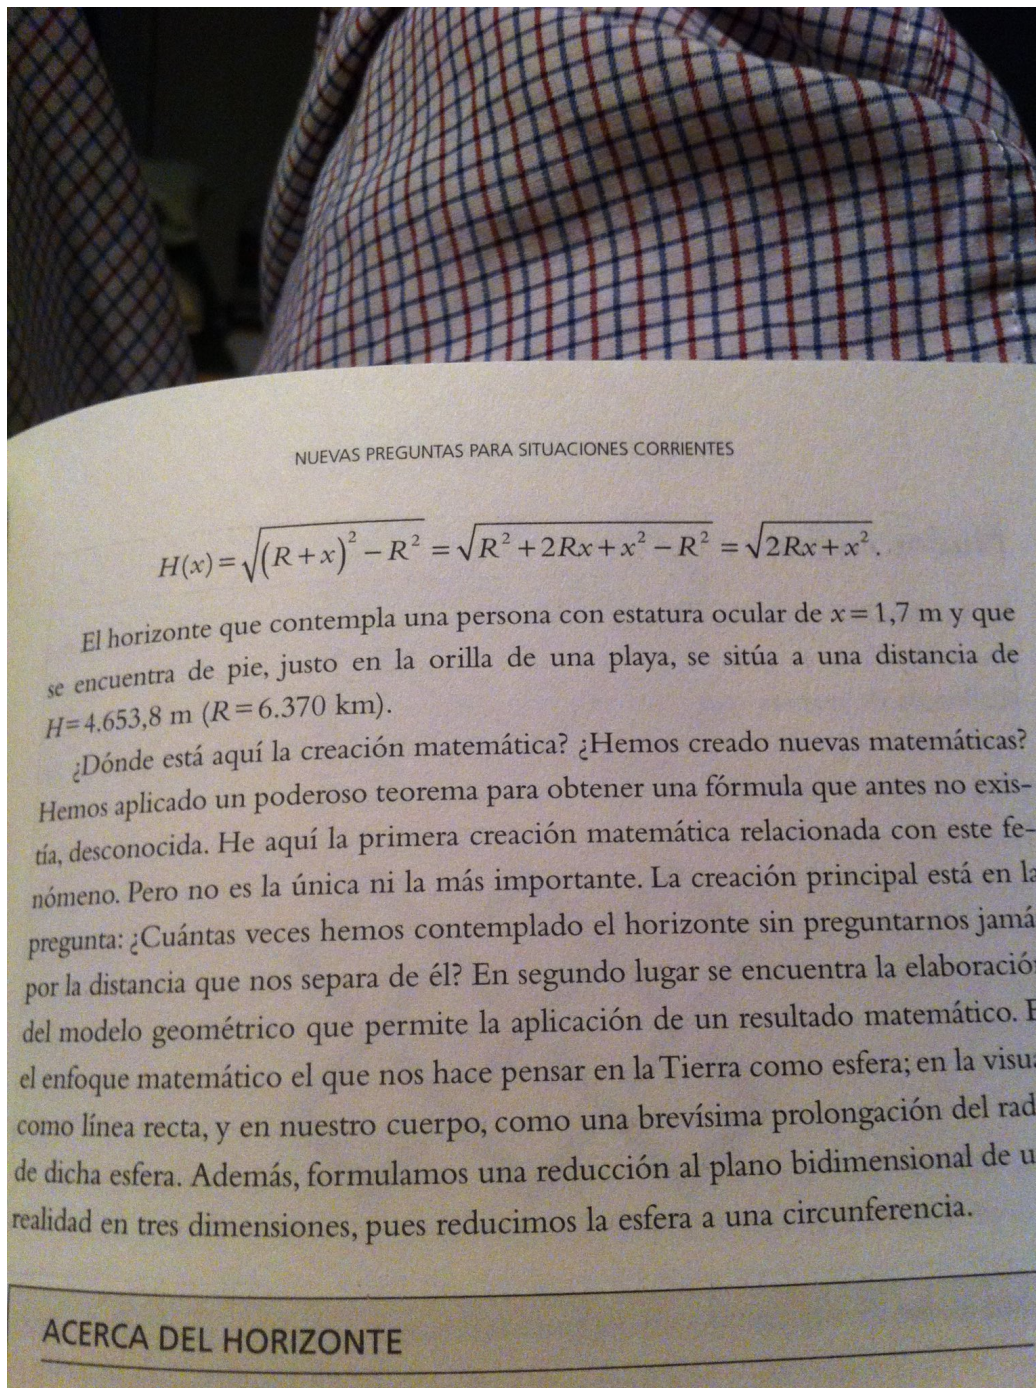 NUEVAS PREGUNTAS PARA SITUACIONES CORRIENTES
H(x) = √((R + x)² − R²) = √(R² + 2Rx + x² − R²) = √(2Rx + x²).
El horizonte que contempla una persona con estatura ocular de x = 1,7 m y que
se encuentra de pie, justo en la orilla de una playa, se sitúa a una distancia de
H = 4.653,8 m (R = 6.370 km).
¿Dónde está aquí la creación matemática? ¿Hemos creado nuevas matemáticas?
Hemos aplicado un poderoso teorema para obtener una fórmula que antes no exis-
tía, desconocida. He aquí la primera creación matemática relacionada con este fe-
nómeno. Pero no es la única ni la más importante. La creación principal está en la
pregunta: ¿Cuántas veces hemos contemplado el horizonte sin preguntarnos jamá
por la distancia que nos separa de él? En segundo lugar se encuentra la elaboració
del modelo geométrico que permite la aplicación de un resultado matemático. E
el enfoque matemático el que nos hace pensar en la Tierra como esfera; en la visu
como línea recta, y en nuestro cuerpo, como una brevísima prolongación del rad
de dicha esfera. Además, formulamos una reducción al plano bidimensional de u
realidad en tres dimensiones, pues reducimos la esfera a una circunferencia.
ACERCA DEL HORIZONTE